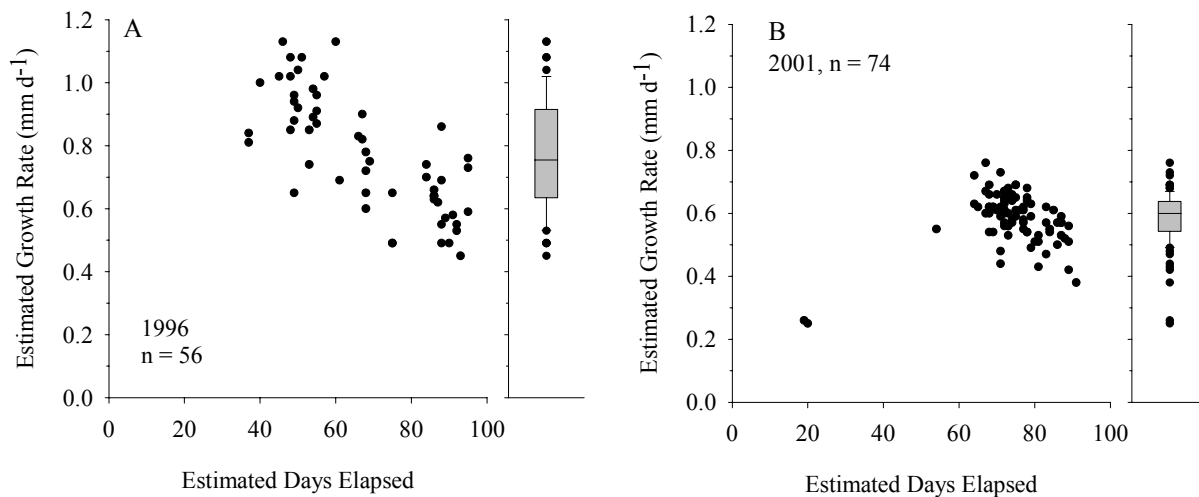 A
Estimated Growth Rate (mm d-1)
1.2
1.0
0.8
0.6
0.4
0.2
0.0
1996
n = 56
0 20 40 60 80 100
Estimated Days Elapsed
B
2001, n = 74
Estimated Growth Rate (mm d-1)
1.2
1.0
0.8
0.6
0.4
0.2
0.0
0 20 40 60 80 100
Estimated Days Elapsed